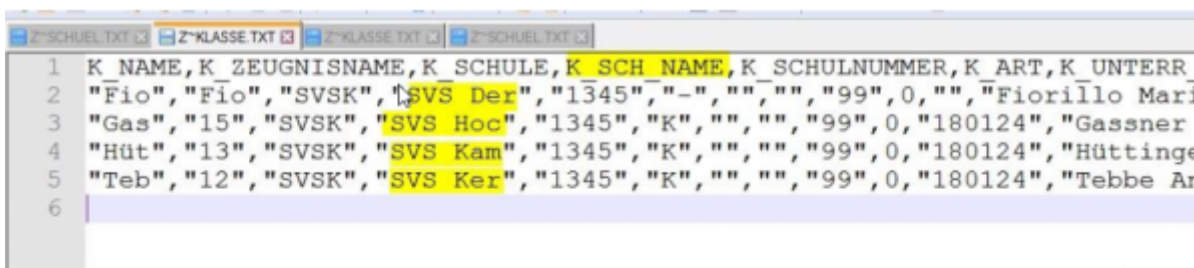 Z~SCHUEL.TXT Z~KLASSE.TXT Z~KLASSE.TXT Z~SCHUEL.TXT
1 K_NAME,K_ZEUGNISNAME,K_SCHULE,K_SCH_NAME,K_SCHULNUMMER,K_ART,K_UNTERR
2 "Fio","Fio","SVSK","SVS Der","1345","-","","","99",0,"","Fiorillo Mari
3 "Gas","15","SVSK","SVS Hoc","1345","K","","","99",0,"180124","Gassner
4 "Hüt","13","SVSK","SVS Kam","1345","K","","","99",0,"180124","Hüttinge
5 "Teb","12","SVSK","SVS Ker","1345","K","","","99",0,"180124","Tebbe An
6